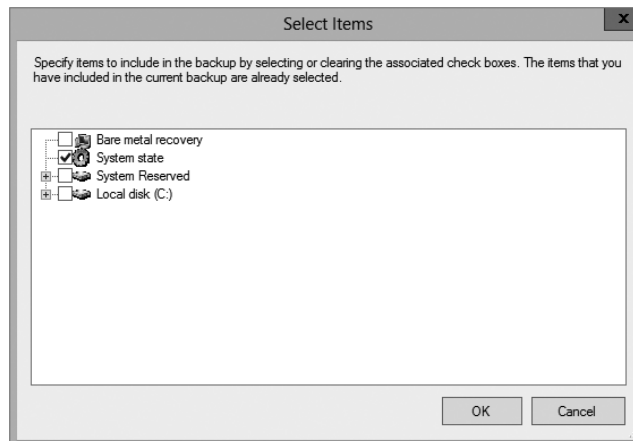 Select Items
x
Specify items to include in the backup by selecting or clearing the associated check boxes. The items that you
have included in the current backup are already selected.
Bare metal recovery
System state
System Reserved
Local disk (C:)
OK
Cancel